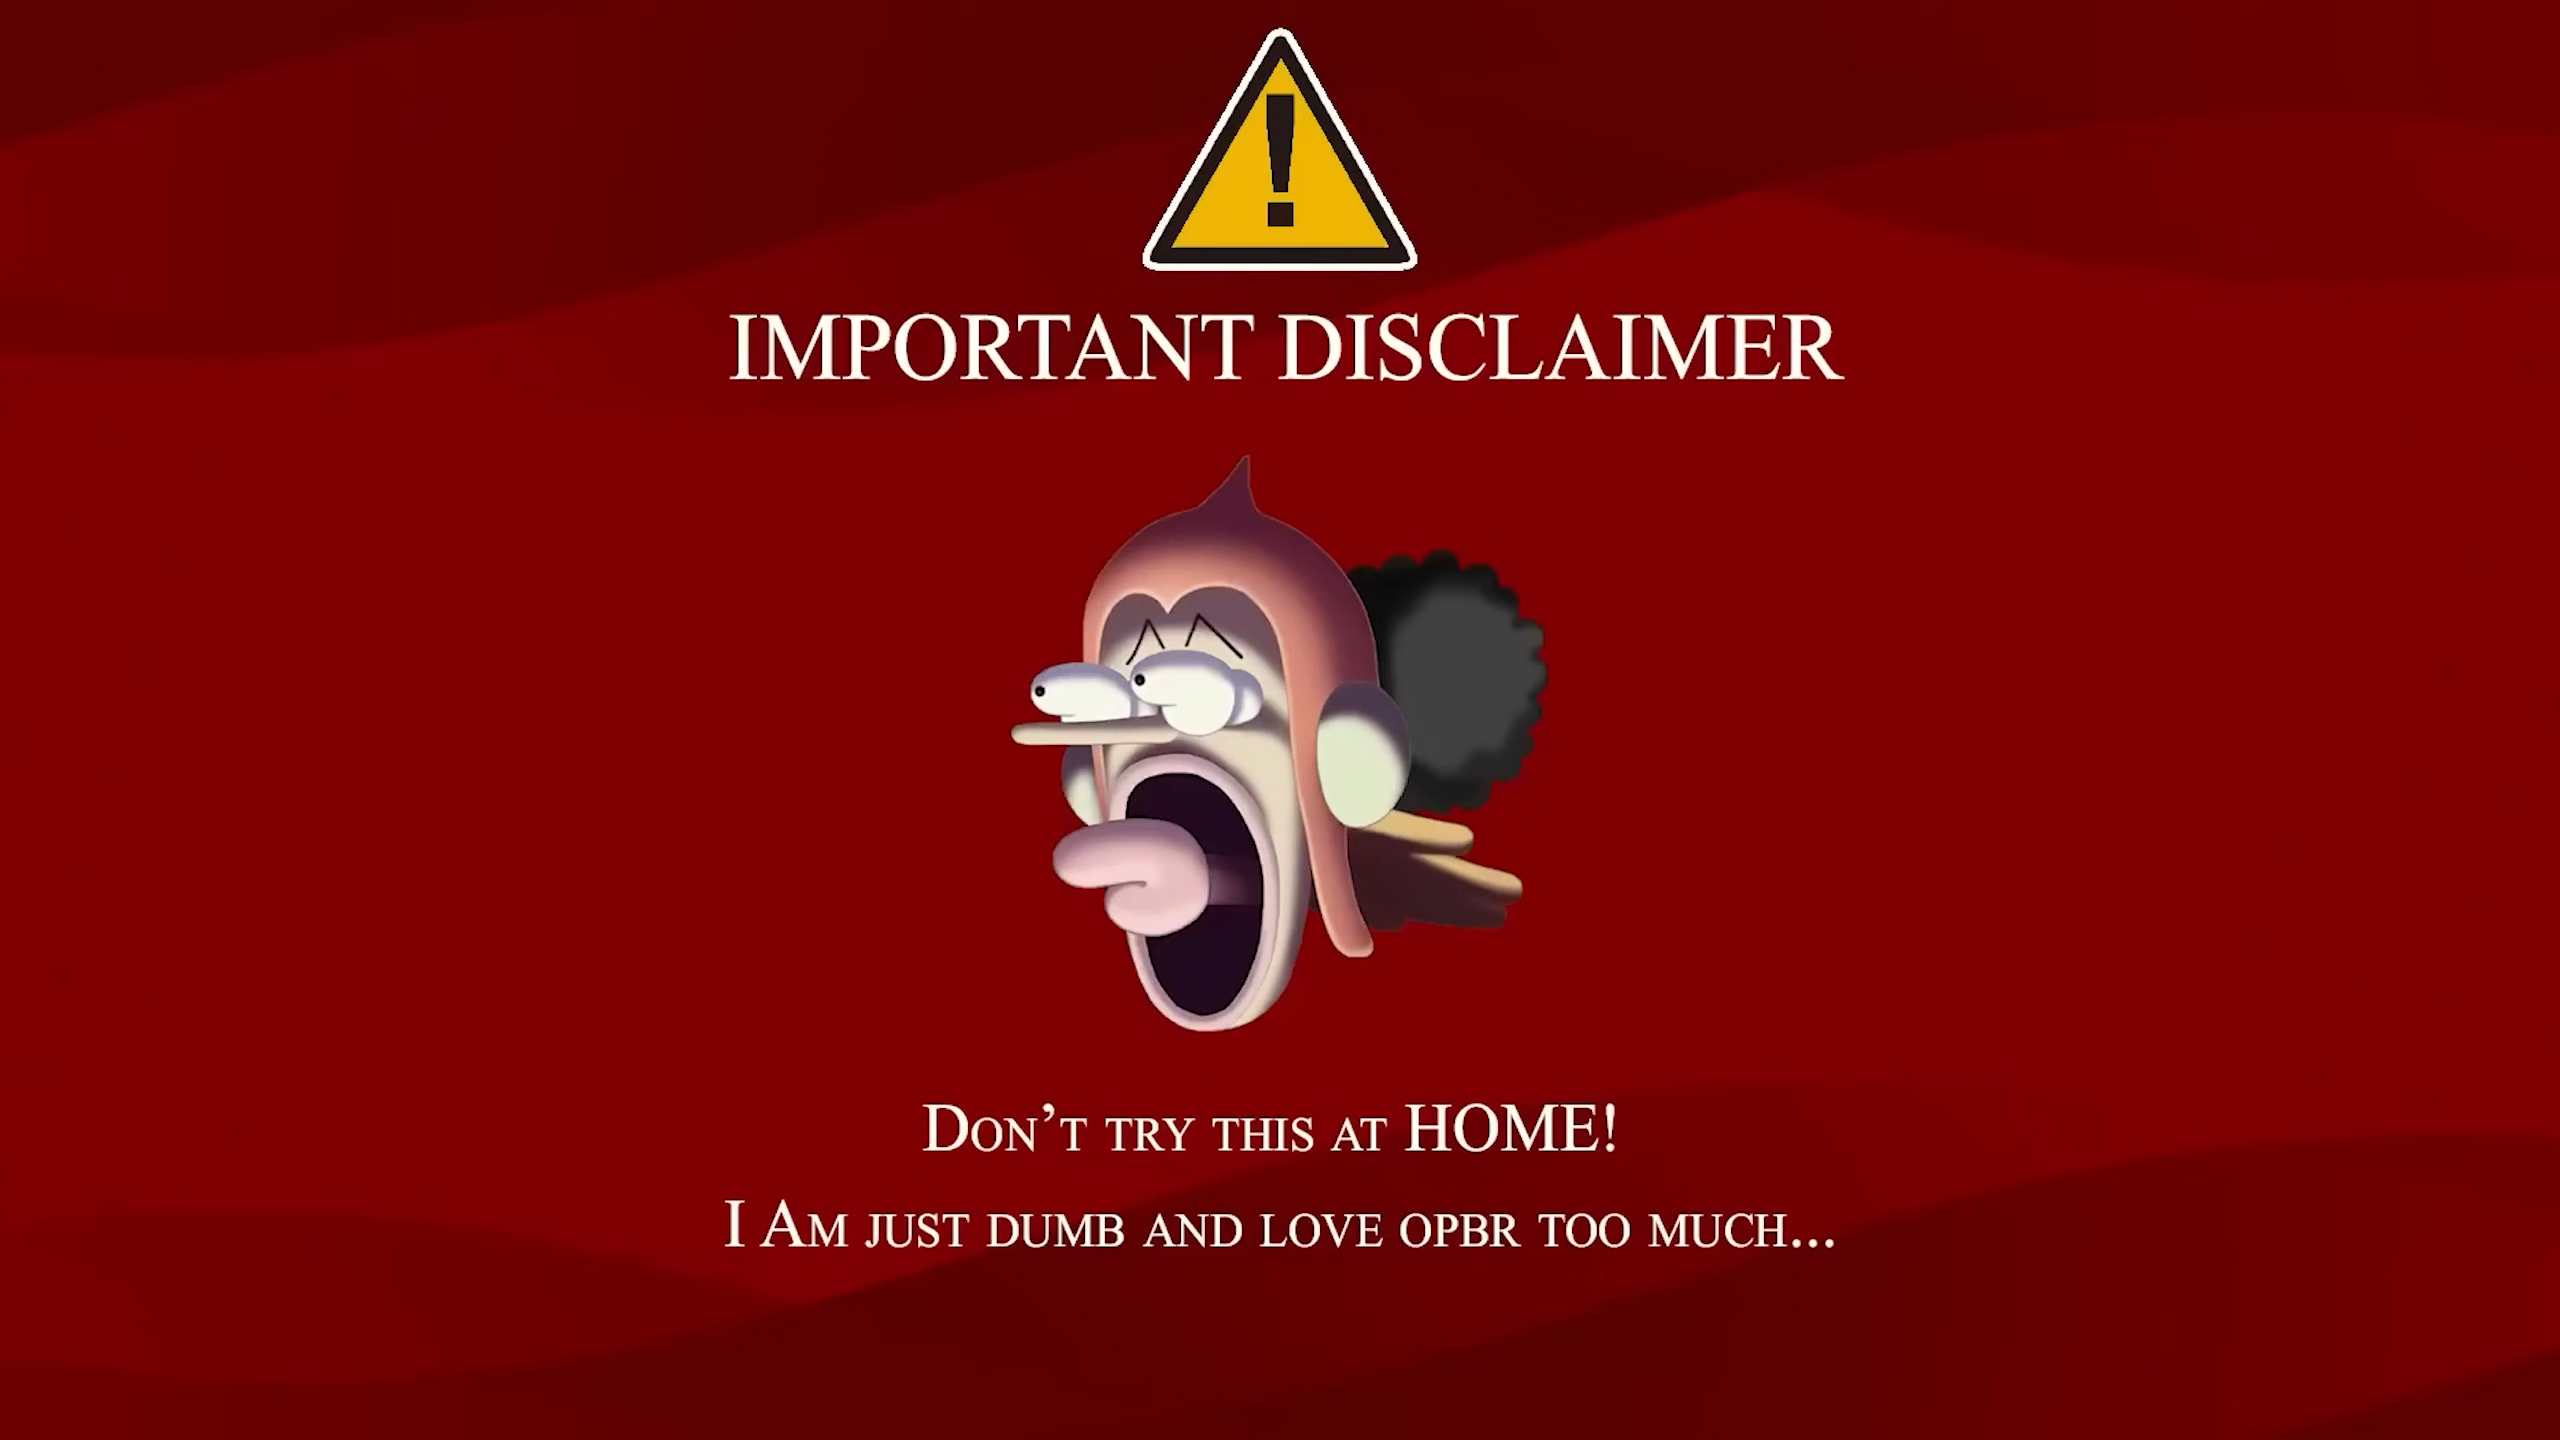 !
IMPORTANT DISCLAIMER
Don’t try this at HOME!
I Am just dumb and love opbr too much...